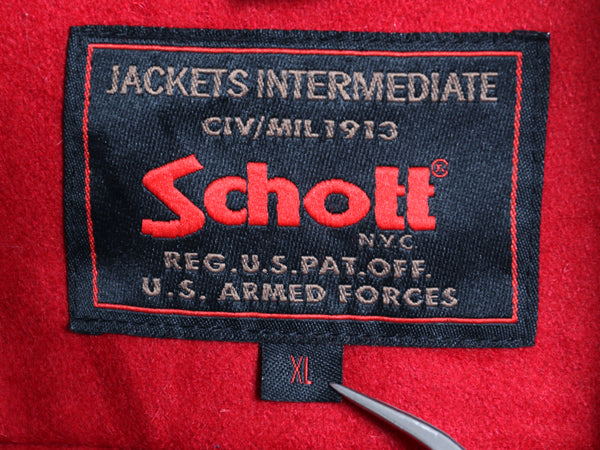 JACKETS INTERMEDIATE
CIV/MIL1913
Schott®
N.Y.C.
REG.U.S.PAT.OFF.
U.S. ARMED FORCES
XL